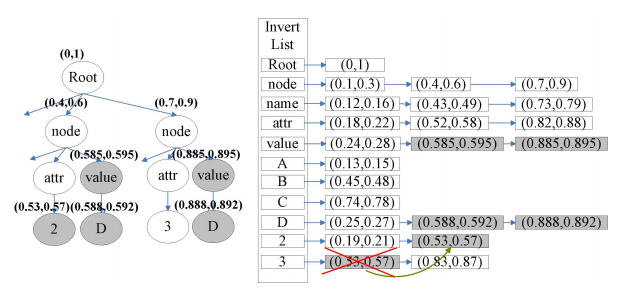 (0,1)
Root
(0.4,0.6) (0.7,0.9)
node node
(0.585,0.595) (0.885,0.895)
attr value attr value
(0.53,0.57) (0.588,0.592) (0.888,0.892)
2 D 3 D
Invert
List
Root (0,1)
node (0.1,0.3) (0.4,0.6) (0.7,0.9)
name (0.12,0.16) (0.43,0.49) (0.73,0.79)
attr (0.18,0.22) (0.52,0.58) (0.82,0.88)
value (0.24,0.28) (0.585,0.595) (0.885,0.895)
A (0.13,0.15)
B (0.45,0.48)
C (0.74,0.78)
D (0.25,0.27) (0.588,0.592) (0.888,0.892)
2 (0.19,0.21) (0.53,0.57)
3 (0.53,0.57) (0.83,0.87)